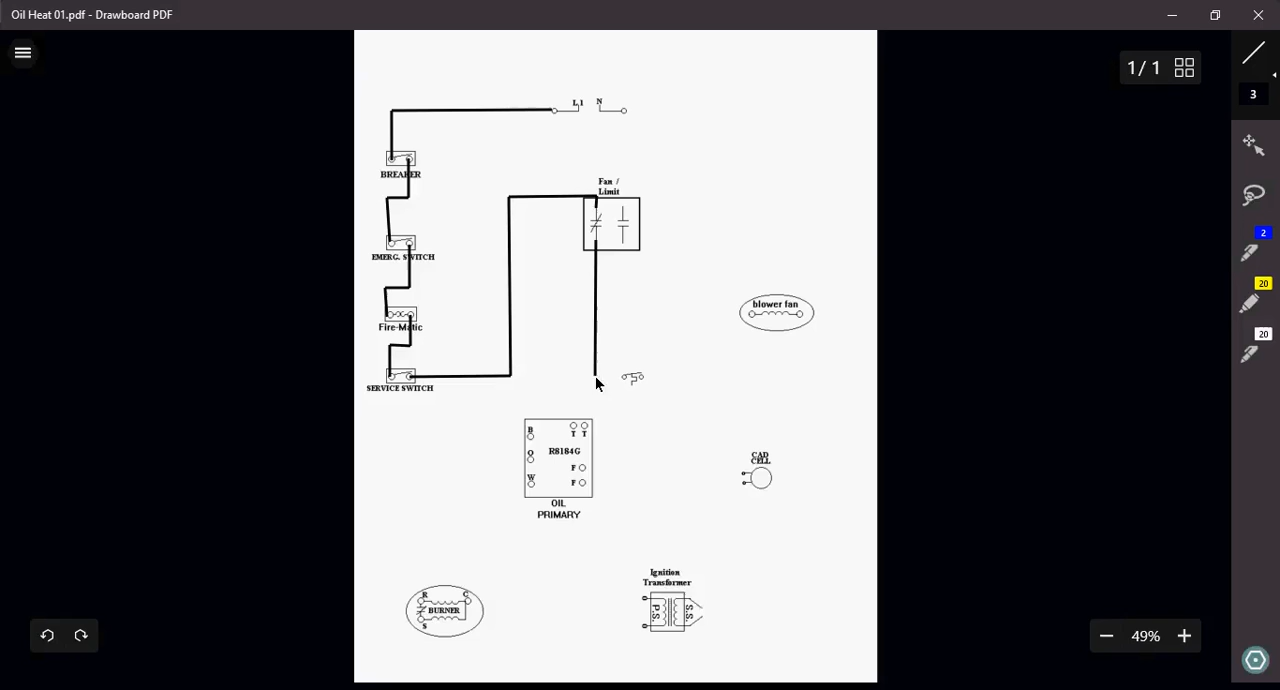 Oil Heat 01.pdf - Drawboard PDF
1/ 1
3
L1 N
BREAKER
Fan /
Limit
2
EMERG. SWITCH
20
blower fan
Fire-Matic
20
SERVICE SWITCH
B
T T
R8184G
O
F
W
F
OIL
PRIMARY
CAD
CELL
Ignition
Transformer
R C
BURNER
S
P.S.
S.S.
49%